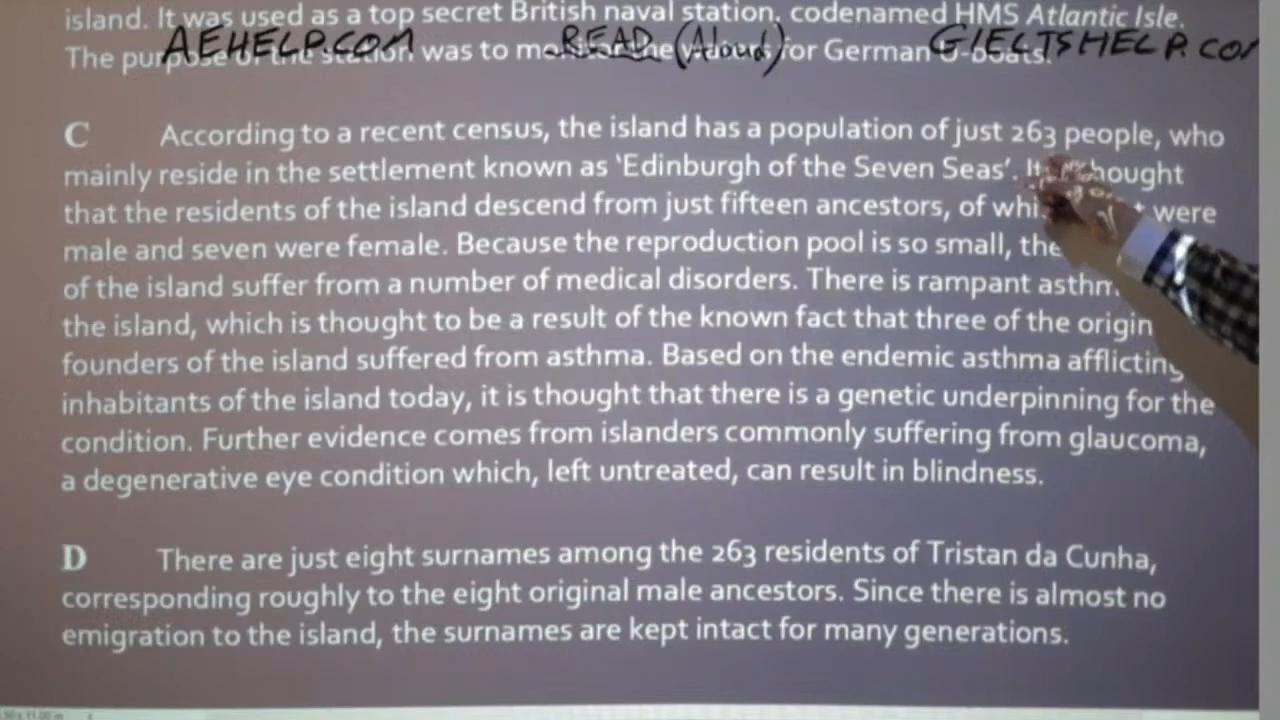 island. It was used as a top secret British naval station, codenamed HMS Atlantic Isle.
AEHELP.COM READ (Aloud) GIELTSHELP.COM
The purpose of the station was to monitor the waters for German U-boats.
C According to a recent census, the island has a population of just 263 people, who
mainly reside in the settlement known as ‘Edinburgh of the Seven Seas’. It thought
that the residents of the island descend from just fifteen ancestors, of were
male and seven were female. Because the reproduction pool is so small,
of the island suffer from a number of medical disorders. There is rampant
the island, which is thought to be a result of the known fact that three of the
founders of the island suffered from asthma. Based on the endemic asthma afflicting
inhabitants of the island today, it is thought that there is a genetic underpinning for the
condition. Further evidence comes from islanders commonly suffering from glaucoma,
a degenerative eye condition which, left untreated, can result in blindness.
D There are just eight surnames among the 263 residents of Tristan da Cunha,
corresponding roughly to the eight original male ancestors. Since there is almost no
emigration to the island, the surnames are kept intact for many generations.